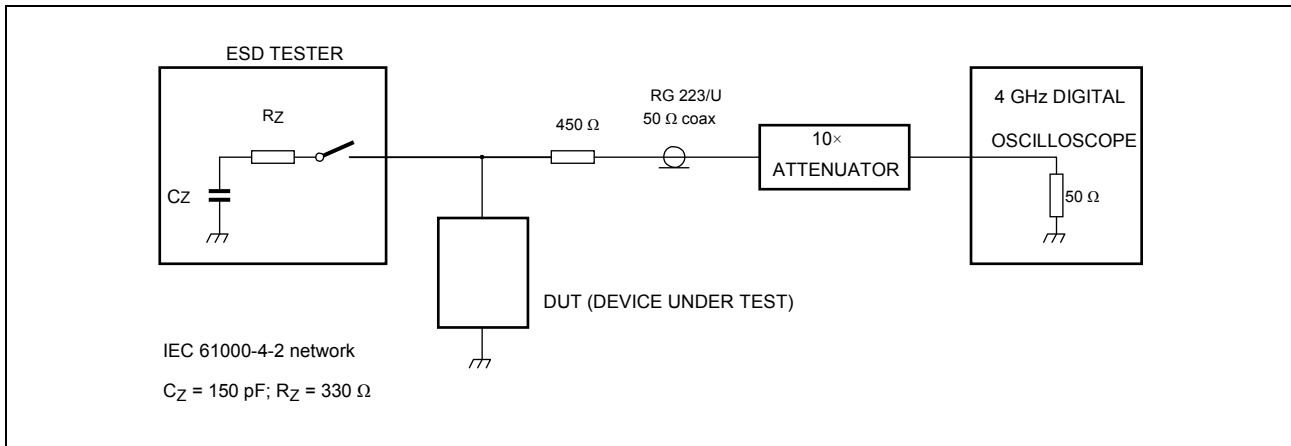 ESD TESTER
RZ
CZ
450 Ω
RG 223/U
50 Ω coax
10×
ATTENUATOR
4 GHz DIGITAL
OSCILLOSCOPE
50 Ω
DUT (DEVICE UNDER TEST)
IEC 61000-4-2 network
CZ = 150 pF; RZ = 330 Ω